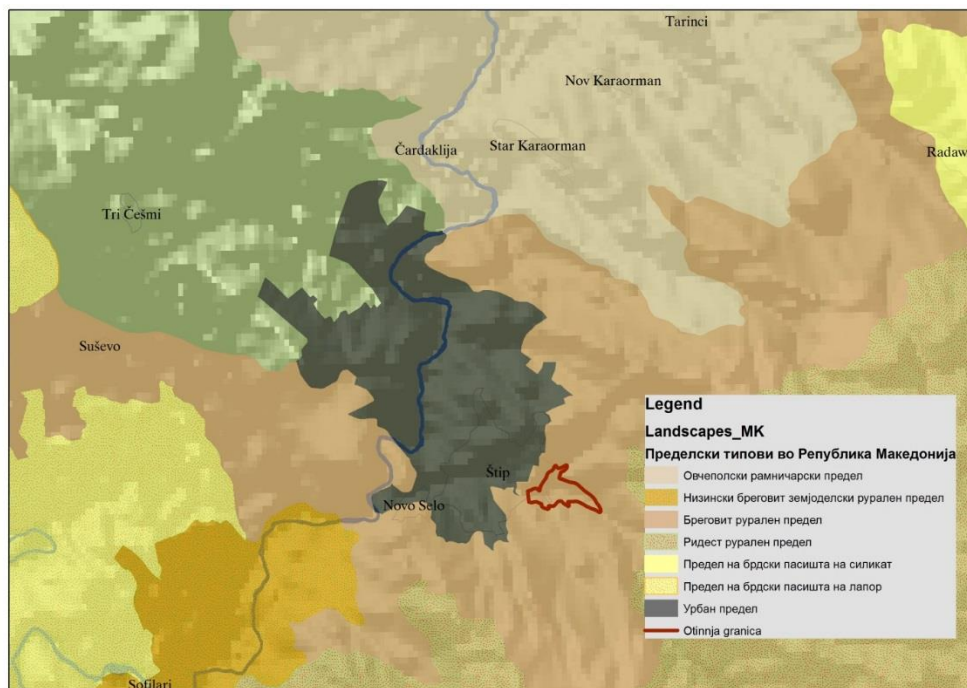 Tarinci
Nov Karaorman
Čardaklija
Star Karaorman
Radaw
Tri Češmi
Suševo
Štip
Novo Selo
Sofilari
Legend
Landscapes_MK
Пределски типови во Република Македонија
Овчеполски рамничарски предел
Низински бреговит земјоделски рурален предел
Бреговит рурален предел
Ридест рурален предел
Предел на брдски пасишта на силикат
Предел на брдски пасишта на лапор
Урбан предел
Otinnja granica